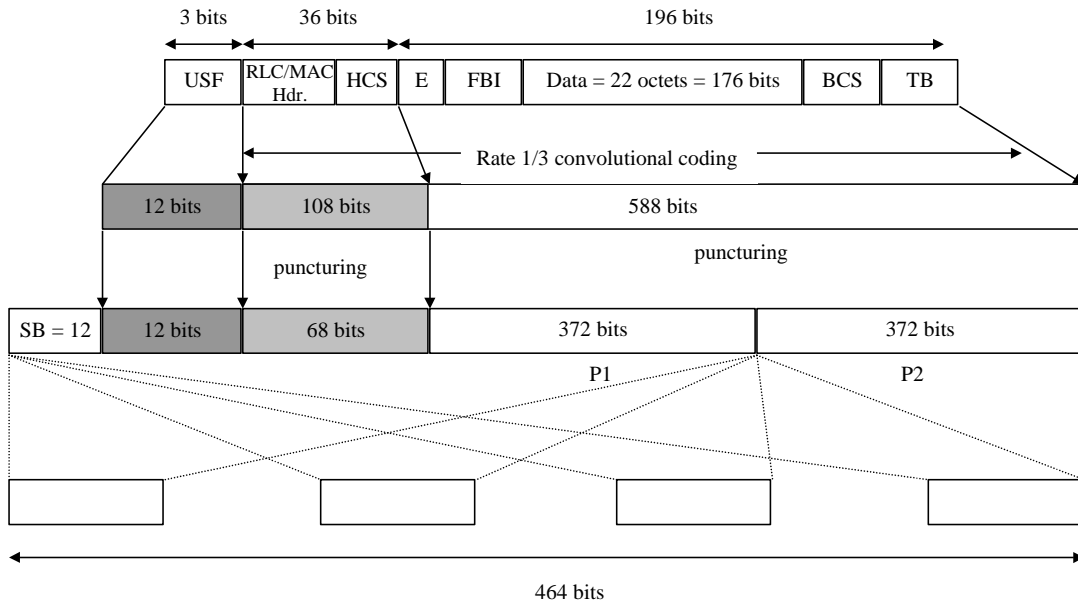 3 bits 36 bits 196 bits
USF RLC/MAC HCS E FBI Data = 22 octets = 176 bits BCS TB
Hdr.
Rate 1/3 convolutional coding
12 bits 108 bits 588 bits
puncturing puncturing
SB = 12 12 bits 68 bits 372 bits 372 bits
P1 P2
464 bits